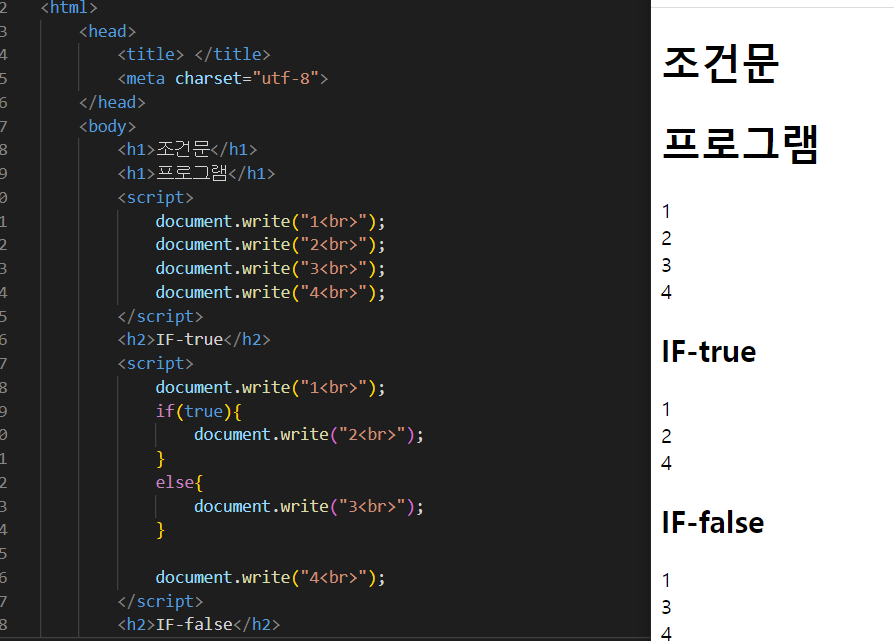 2 <html>
3 <head>
4 <title> </title>
5 <meta charset="utf-8">
6 </head>
7 <body>
8 <h1>조건문</h1>
9 <h1>프로그램</h1>
0 <script>
1 document.write("1<br>");
2 document.write("2<br>");
3 document.write("3<br>");
4 document.write("4<br>");
5 </script>
6 <h2>IF-true</h2>
7 <script>
8 document.write("1<br>");
9 if(true){
0 document.write("2<br>");
1 }
2 else{
3 document.write("3<br>");
4 }
5
6 document.write("4<br>");
7 </script>
8 <h2>IF-false</h2>
조건문
프로그램
1
2
3
4
IF-true
1
2
4
IF-false
1
3
4